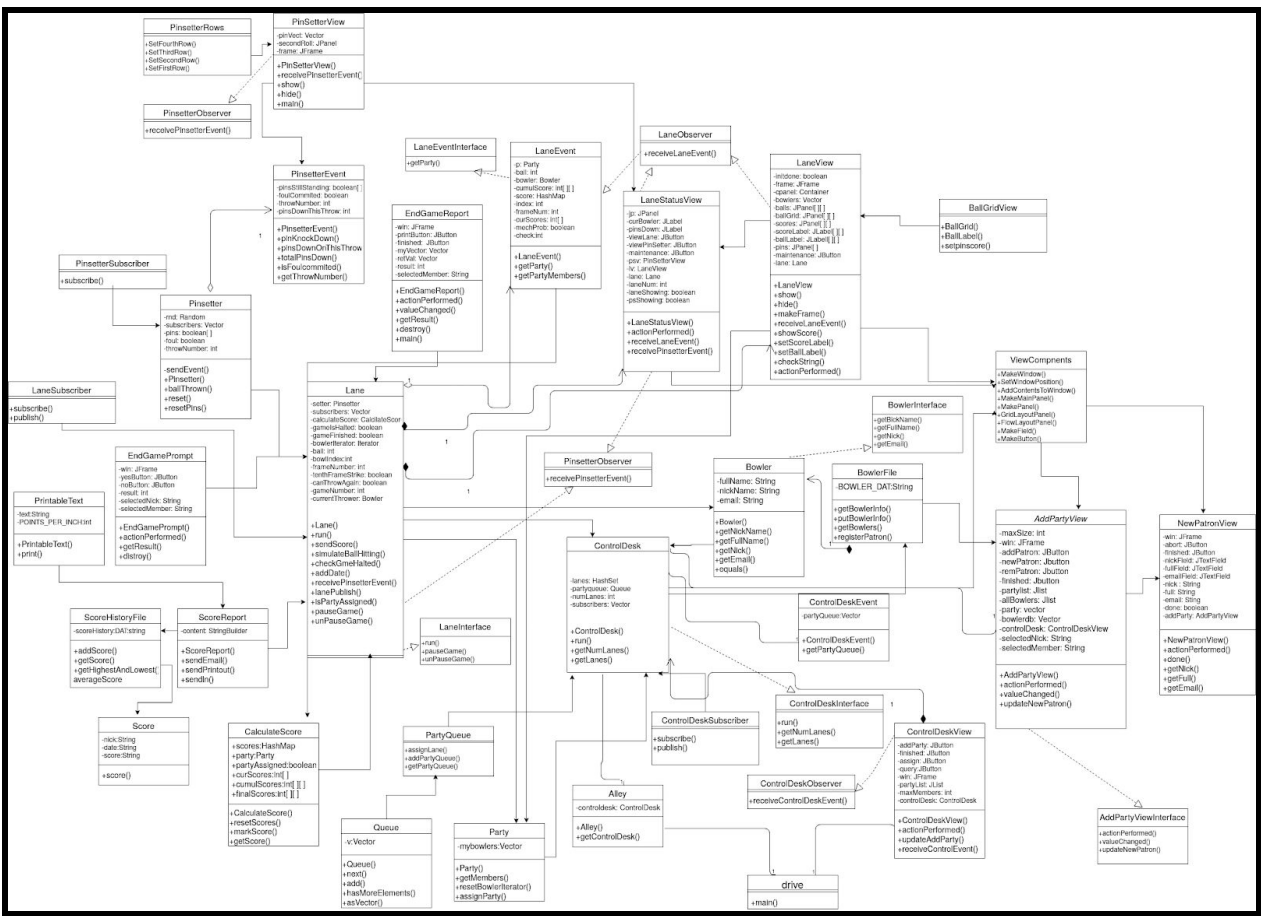 PinsetterRows
+SetFourthRow()
+SetThirdRow()
+SetSecondRow()
+SetFirstRow()
PinSetterView
-pinVect: Vector
-secondRoll: JPanel
-frame: JFrame
+PinSetterView()
+receivePinsetterEvent()
+show()
+hide()
+main()
PinsetterObserver
+receivePinsetterEvent()
PinsetterEvent
-pinsStillStanding: boolean[ ]
-foulCommited: boolean
-throwNumber: int
-pinsDownThisThrow: int
+PinsetterEvent()
+pinKnockDown()
+pinsDownOnThisThrow
+totalPinsDown()
+isFoulcommited()
+getThrowNumber()
1
LaneEventInterface
+getParty()
LaneEvent
-p: Party
-ball: int
-bowler: Bowler
-cumulScore: int[ ][ ]
-score: HashMap
-index: int
-frameNum: int
-curScores: int[ ]
-mechProb: boolean
-check:int
+LaneEvent()
+getParty()
+getPartyMembers()
LaneObserver
+receiveLaneEvent()
LaneStatusView
-jp: JPanel
-curBowler: JLabel
-pinsDown: JLabel
-viewLane: JButton
-viewPinSetter: JButton
-maintenance: JButton
-psv: PinSetterView
-lv: LaneView
-lane: Lane
-laneNum: int
-laneShowing: boolean
-psShowing: boolean
+LaneStatusView()
+actionPerformed()
+receiveLaneEvent()
+receivePinsetterEvent()
LaneView
-initdone: boolean
-frame: JFrame
-cpanel: Container
-bowlers: Vector
-balls: JPanel[ ][ ]
-ballGrid: JPanel[ ][ ]
-scores: JPanel[ ][ ]
-scoreLabel: JLabel[ ][ ]
-ballLabel: JLabel[ ][ ]
-pins: JPanel[ ]
-maintenance: JButton
-lane: Lane
+LaneView
+show()
+hide()
+makeFrame()
+receiveLaneEvent()
+showScore()
+setScoreLabel()
+setBallLabel()
+checkString()
+actionPerformed()
BallGridView
+BallGrid()
+BallLabel()
+setpinscore()
EndGameReport
-win: JFrame
-printButton: JButton
-finished: JButton
-myVector: Vector
-retVal: Vector
-result: int
-selectedMember: String
+EndGameReport()
+actionPerformed()
+valueChanged()
+getResult()
+destroy()
+main()
PinsetterSubscriber
+subscribe()
Pinsetter
-rnd: Random
-subscribers: Vector
-pins: boolean[ ]
-foul: boolean
-throwNumber: int
-sendEvent()
+Pinsetter()
+ballThrown()
+reset()
+resetPins()
LaneSubscriber
+subscribe()
+publish()
Lane
-setter: Pinsetter
-subscribers: Vector
-calculateScore: CalcllateScor
-gameIsHalted: boolean
-gameFinished: boolean
-bowlerIterator: Iterator
-ball: int
-bowlIndex:int
-frameNumber: int
-tenthFrameStrike: boolean
-canThrowAgain: boolean
-gameNumber: int
-currentThrower: Bowler
+Lane()
+run()
+sendScore()
+simulateBallHitting()
+checkGmeHalted()
+addDate()
+receivePinsetterEvent()
+lanePublish()
+isPartyAssigned()
+pauseGame()
+unPauseGame()
1
1
1
ViewCompnents
+MakeWindow()
+SetWindowPosition()
+AddContentsToWindow()
+MakeMainPanel()
+MakePanel()
+GridLayoutPanel()
+FlowLayoutPanel()
+MakeField()
+MakeButton()
BowlerInterface
+getBickName()
+getFullName()
+getNick()
+getEmail()
PinsetterObserver
+receivePinsetterEvent()
Bowler
-fullName: String
-nickName: String
-email: String
+Bowler()
+getNickName()
+getFullName()
+getNick()
+getEmail()
+equals()
BowlerFile
-BOWLER_DAT:String
+getBowlerInfo()
+putBowlerInfo()
+getBowlers()
+registerPatron()
1
EndGamePrompt
-win: JFrame
-yesButton: JButton
-noButton: JButton
-result: int
-selectedNick: String
-selectedMember: String
+EndGamePrompt()
+actionPerformed()
+getResult()
+distroy()
PrintableText
-text:String
-POINTS_PER_INCH:int
+PrintableText()
+print()
AddPartyView
-maxSize: int
-win: JFrame
-addPatron: JButton
-newPatron: JButton
-remPatron: JButton
-finished: Jbutton
-partylist: Jlist
-allBowlers: Jlist
-party: vector
-bowlerdb: Vector
-controlDesk: ControlDeskView
-selectedNick: String
-selectedMember: String
+AddPartyView()
+actionPerformed()
+valueChanged()
+updateNewPatron()
1
NewPatronView
-win: JFrame
-abort: JButton
-finished: JButton
-nickField: JTextField
-fullField: JTextField
-emailField: JTextField
-nick : String
-full: String
-email: String
-done: boolean
-addParty: AddPartyView
+NewPatronView()
+actionPerformed()
+done()
+getNick()
+getFull()
+getEmail()
ControlDesk
-lanes: HashSet
-partyqueue: Queue
-numLanes: int
-subscribers: Vector
+ControlDesk()
+run()
+getNumLanes()
+getLanes()
ControlDeskEvent
-partyQueue:Vector
+ControlDeskEvent()
+getPartyQueue()
1
ScoreHistoryFile
-scoreHistory:DAT:string
+addScore()
+getScore()
+getHighestAndLowest(
averageScore
ScoreReport
-content: StringBuilder
+ScoreReport()
+sendEmail()
+sendPrintout()
+sendIn()
LaneInterface
+run()
+pauseGame()
+unPauseGame()
Score
-nick:String
-date:String
-score:String
+score()
CalculateScore
+scores:HashMap
+party:Party
+partyAssigned:boolean
+curScores:int[ ]
+cumulScores:int[ ][ ]
+finalScores:int[ ][ ]
+CalculateScore()
+resetScores()
+markScore()
+getScore()
PartyQueue
+assignLane()
+addPartyQueue()
+getPartyQueue()
ControlDeskSubscriber
+subscribe()
+publish()
ControlDeskInterface
+run()
+getNumLanes()
+getLanes()
1
ControlDeskView
-addParty: JButton
-finished: JButton
-assign: JButton
-query:JButton
-win: JFrame
-partyList: JList
-maxMembers: int
-controlDesk: ControlDesk
+ControlDeskView()
+actionPerformed()
+updateAddParty()
+receiveControlEvent()
ControlDeskObserver
+receiveControlDeskEvent()
Alley
-controldesk: ControlDesk
+Alley()
+getControlDesk()
Queue
-v:Vector
+Queue()
+next()
+add()
+hasMoreElements()
+asVector()
Party
-mybowlers:Vector
+Party()
+getMembers()
+resetBowlerIterator()
+assignParty()
AddPartyViewInterface
+actionPerformed()
+valueChanged()
+updateNewPatron()
1
1
drive
+main()